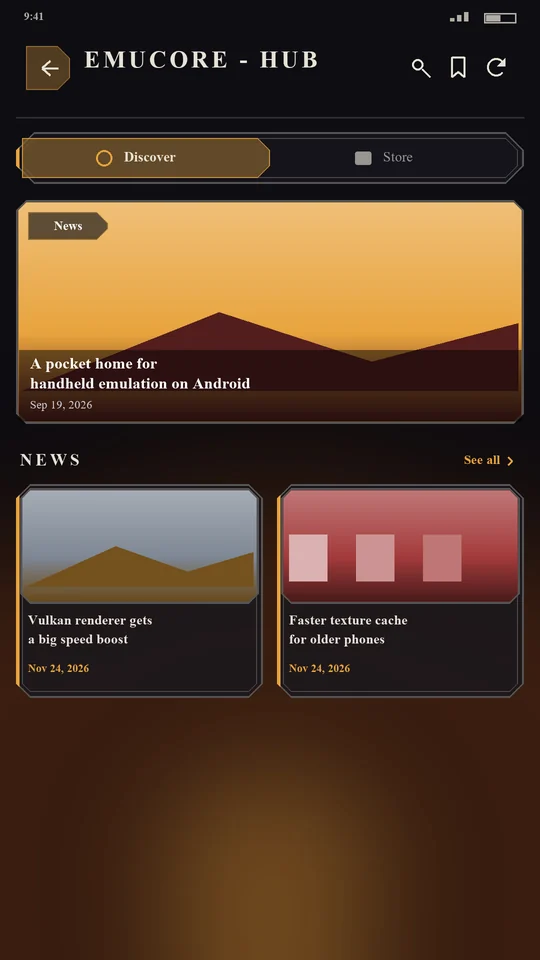 9:41
EMUCORE - HUB
Discover
Store
News
A pocket home for
handheld emulation on Android
Sep 19, 2026
NEWS
See all
Vulkan renderer gets
a big speed boost
Nov 24, 2026
Faster texture cache
for older phones
Nov 24, 2026